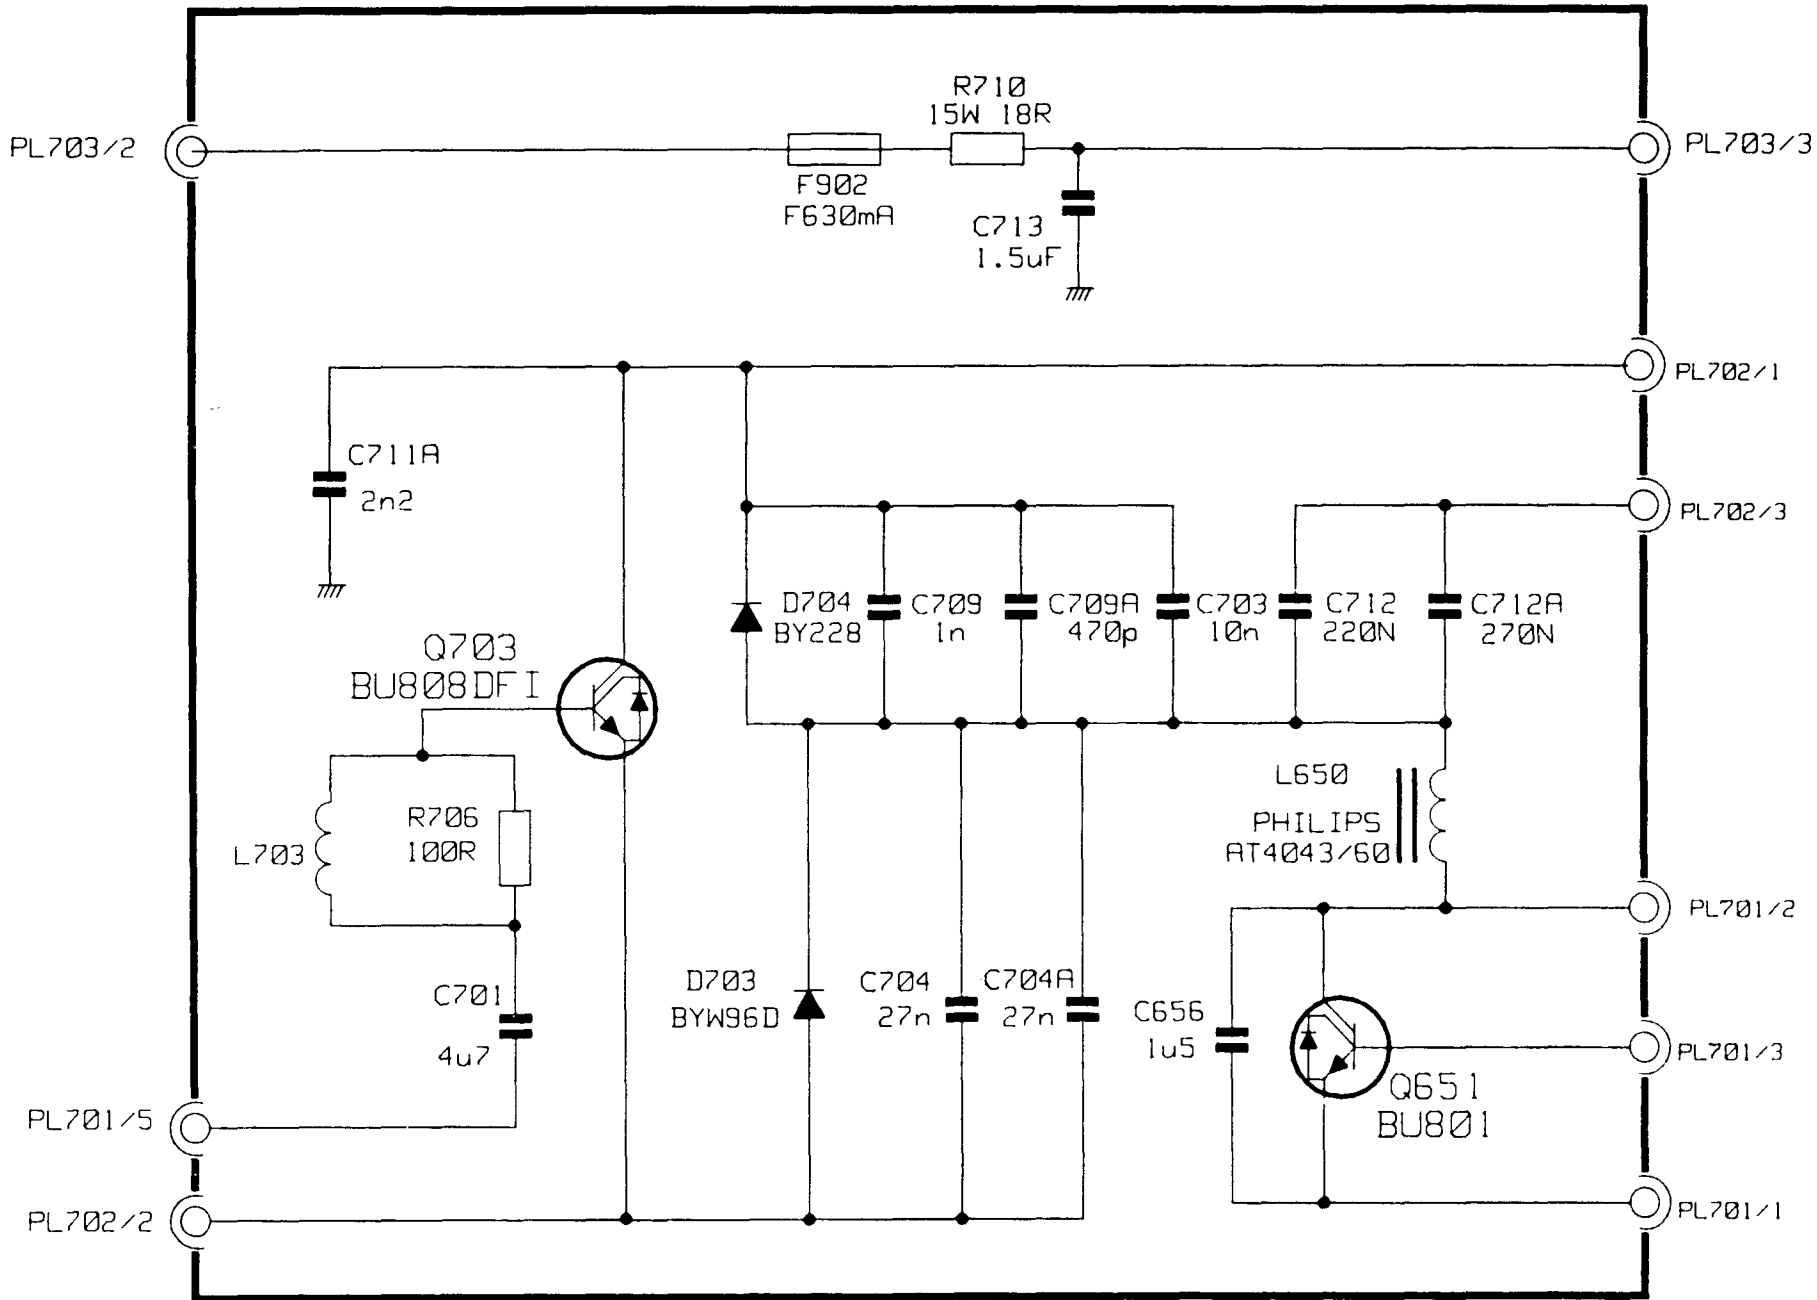 R710
15W 18R
PL703/2
PL703/3
F902
F630mA
C713
1.5uF
PL702/1
C711A
2n2
PL702/3
D704
BY228
C709
1n
C709A
470p
C703
10n
C712
220N
C712A
270N
Q703
BU808DFI
L650
PHILIPS
AT4043/60
R706
100R
L703
PL701/2
D703
BYW96D
C704
27n
C704A
27n
C701
4u7
C656
1u5
PL701/3
Q651
BU801
PL701/5
PL702/2
PL701/1